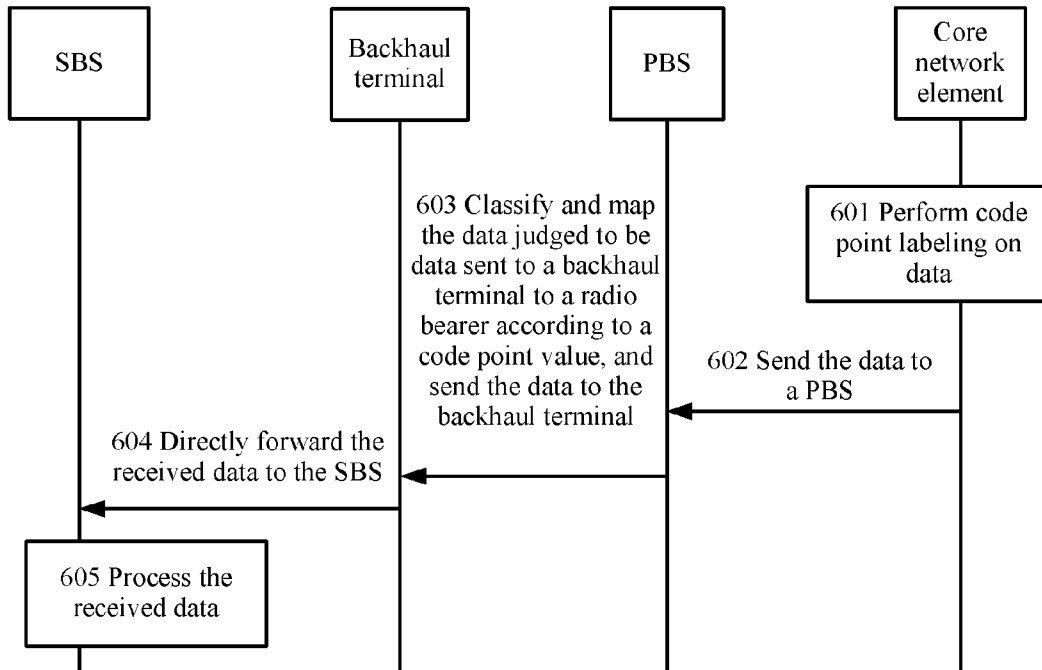 SBS
Backhaul
terminal
PBS
Core
network
element
601 Perform code
point labeling on
data
602 Send the data to
a PBS
603 Classify and map
the data judged to be
data sent to a backhaul
terminal to a radio
bearer according to a
code point value, and
send the data to the
backhaul terminal
604 Directly forward the
received data to the SBS
605 Process the
received data